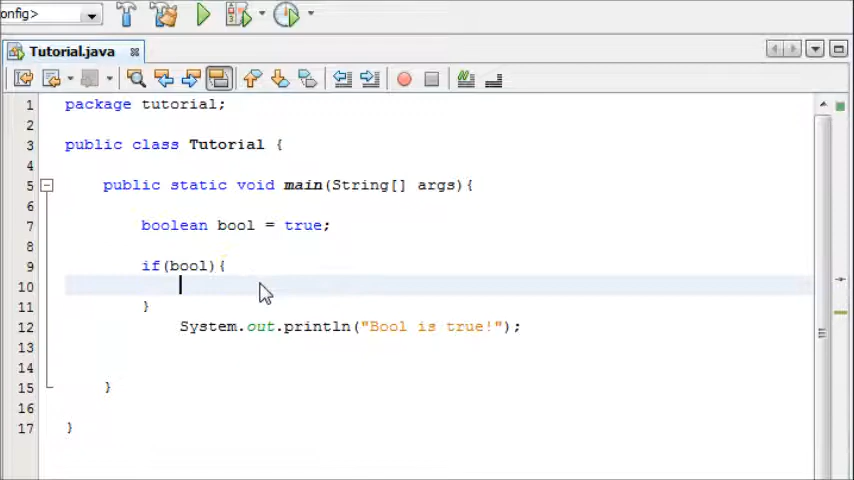 onfig>
Tutorial.java
1 package tutorial;
2
3 public class Tutorial {
4
5 public static void main(String[] args){
6
7 boolean bool = true;
8
9 if(bool){
10
11 }
12 System.out.println("Bool is true!");
13
14
15 }
16
17 }